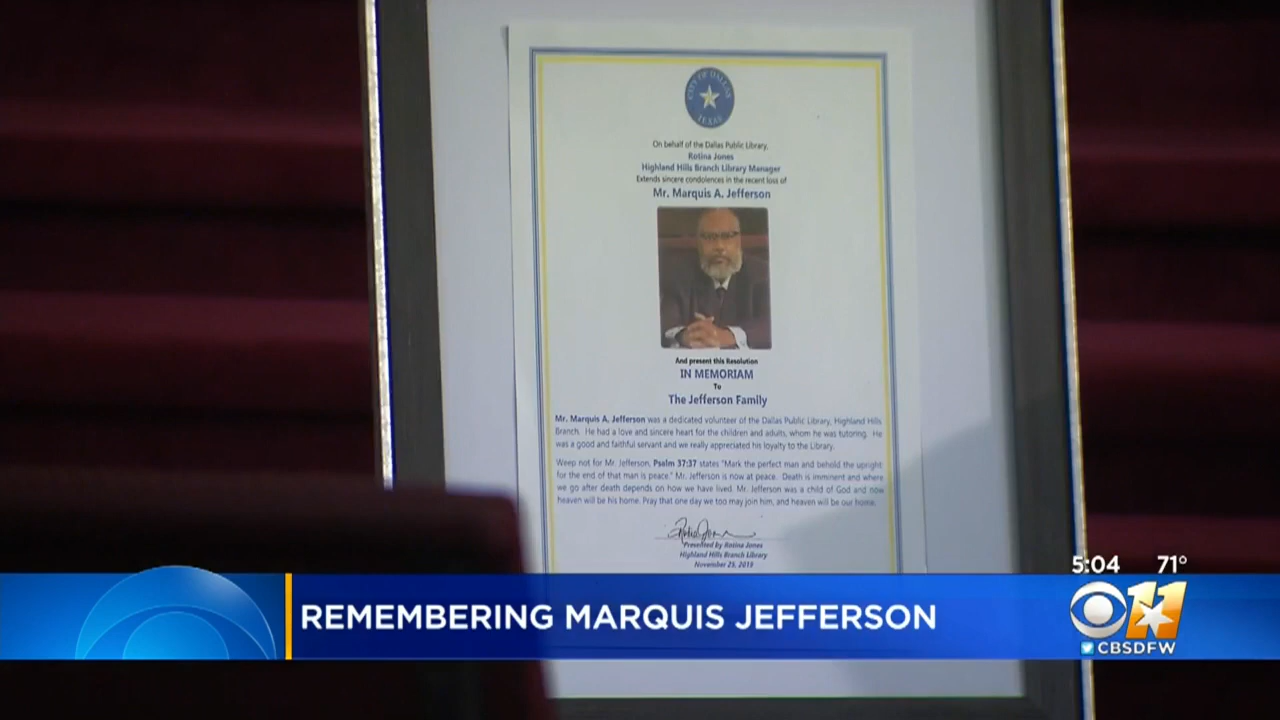 CITY OF DALLAS
TEXAS
On behalf of the Dallas Public Library,
Rotina Jones
Highland Hills Branch Library Manager
Extends sincere condolences in the recent loss of
Mr. Marquis A. Jefferson
And present this Resolution
IN MEMORIAM
To
The Jefferson Family
Mr. Marquis A. Jefferson was a dedicated volunteer of the Dallas Public Library, Highland Hills
Branch. He had a love and sincere heart for the children and adults, whom he was tutoring. He
was a good and faithful servant and we really appreciated his loyalty to the Library.
Weep not for Mr. Jefferson, Psalm 37:37 states "Mark the perfect man and behold the upright
for the end of that man is peace." Mr. Jefferson is now at peace. Death is imminent and where
we go after death depends on how we have lived. Mr. Jefferson was a child of God and now
heaven will be his home. Pray that one day we too may join him, and heaven will be our home.
Presented by Rotina Jones
Highland Hills Branch Library
November 25, 2019
5:04 71°
REMEMBERING MARQUIS JEFFERSON
11
CBSDFW